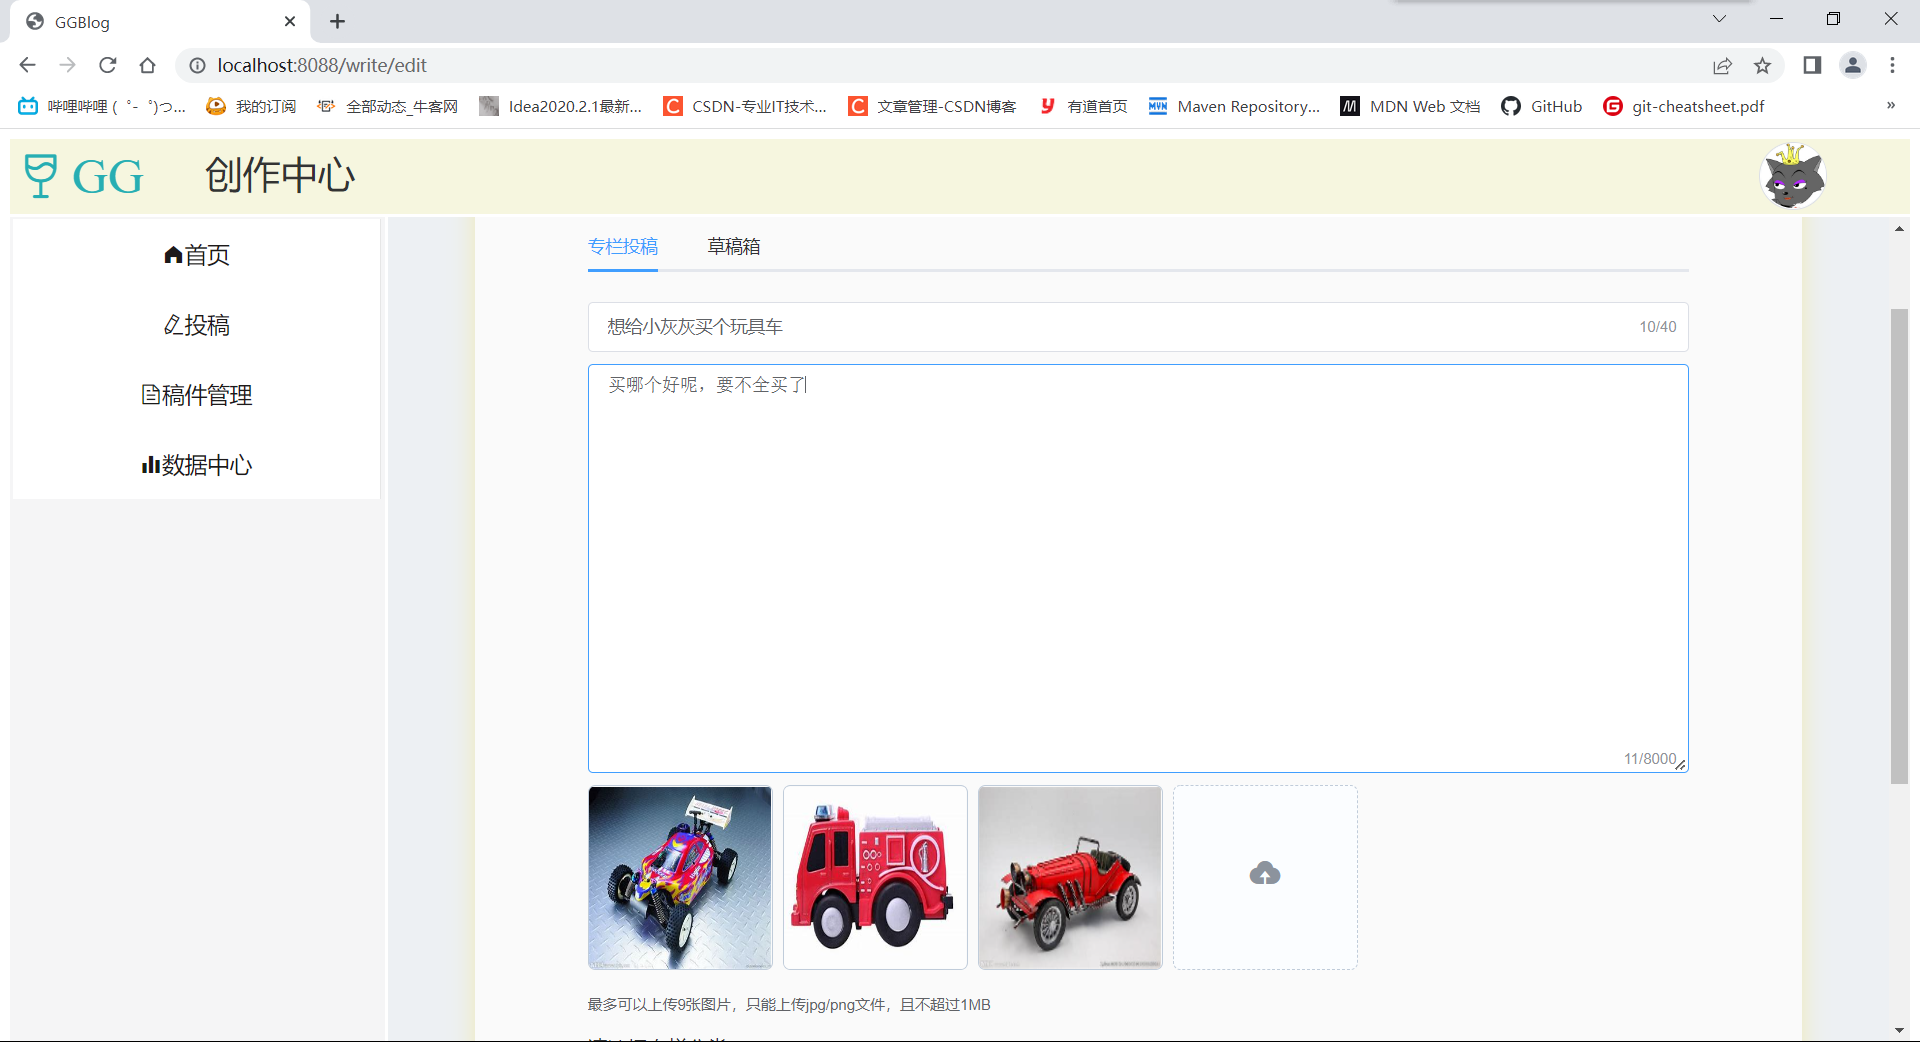 GGBlog
localhost:8088/write/edit
哔哩哔哩 (゜-゜)つ...
我的订阅
全部动态_牛客网
Idea2020.2.1最新...
CSDN-专业IT技术...
文章管理-CSDN博客
有道首页
Maven Repository...
MDN Web 文档
GitHub
git-cheatsheet.pdf
»
GG
创作中心
首页
投稿
稿件管理
数据中心
专栏投稿
草稿箱
想给小灰灰买个玩具车
10/40
买哪个好呢，要不全买了
11/8000
最多可以上传9张图片，只能上传jpg/png文件，且不超过1MB